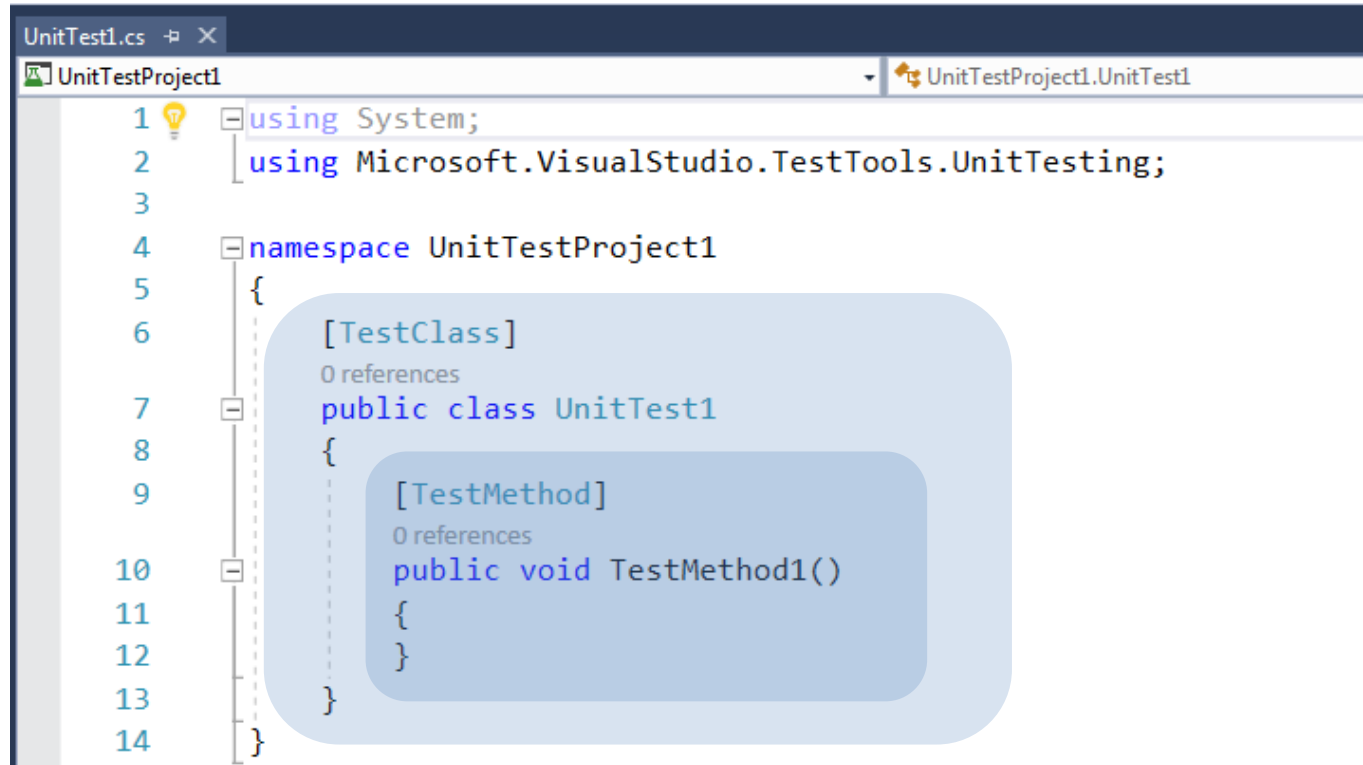 UnitTest1.cs
UnitTestProject1 UnitTestProject1.UnitTest1
1 using System;
2 using Microsoft.VisualStudio.TestTools.UnitTesting;
3
4 namespace UnitTestProject1
5 {
6 [TestClass]
0 references
7 public class UnitTest1
8 {
9 [TestMethod]
0 references
10 public void TestMethod1()
11 {
12 }
13 }
14 }